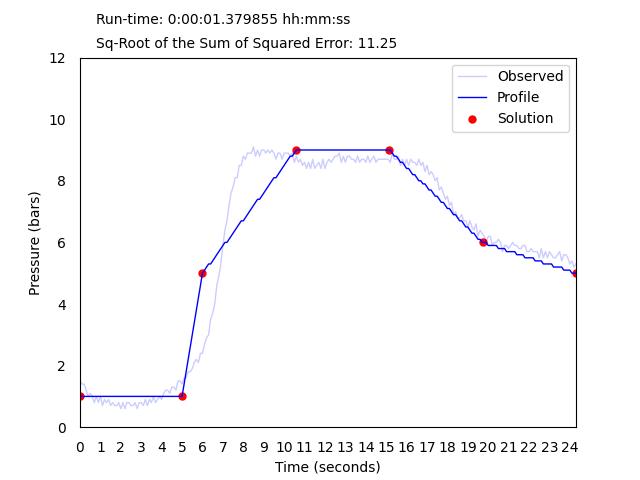 Run-time: 0:00:01.379855 hh:mm:ss
Sq-Root of the Sum of Squared Error: 11.25
12
10
8
6
4
2
0
Pressure (bars)
Observed
Profile
Solution
0 1 2 3 4 5 6 7 8 9 10 11 12 13 14 15 16 17 18 19 20 21 22 23 24
Time (seconds)